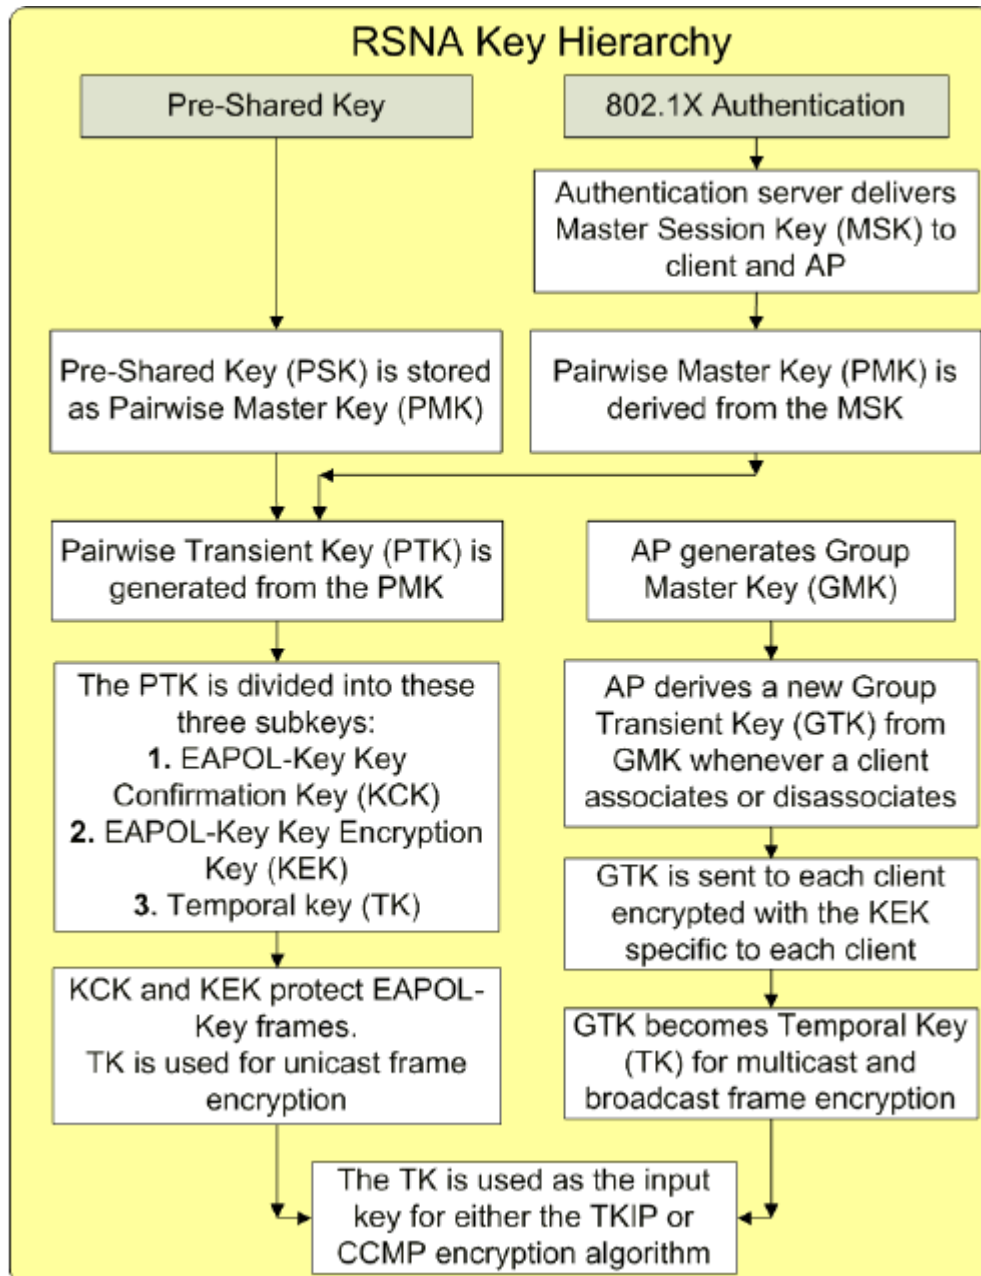 RSNA Key Hierarchy
Pre-Shared Key
802.1X Authentication
Authentication server delivers
Master Session Key (MSK) to
client and AP
Pre-Shared Key (PSK) is stored
as Pairwise Master Key (PMK)
Pairwise Master Key (PMK) is
derived from the MSK
Pairwise Transient Key (PTK) is
generated from the PMK
AP generates Group
Master Key (GMK)
The PTK is divided into these
three subkeys:
1. EAPOL-Key Key
Confirmation Key (KCK)
2. EAPOL-Key Key Encryption
Key (KEK)
3. Temporal key (TK)
AP derives a new Group
Transient Key (GTK) from
GMK whenever a client
associates or disassociates
GTK is sent to each client
encrypted with the KEK
specific to each client
KCK and KEK protect EAPOL-
Key frames.
TK is used for unicast frame
encryption
GTK becomes Temporal Key
(TK) for multicast and
broadcast frame encryption
The TK is used as the input
key for either the TKIP or
CCMP encryption algorithm